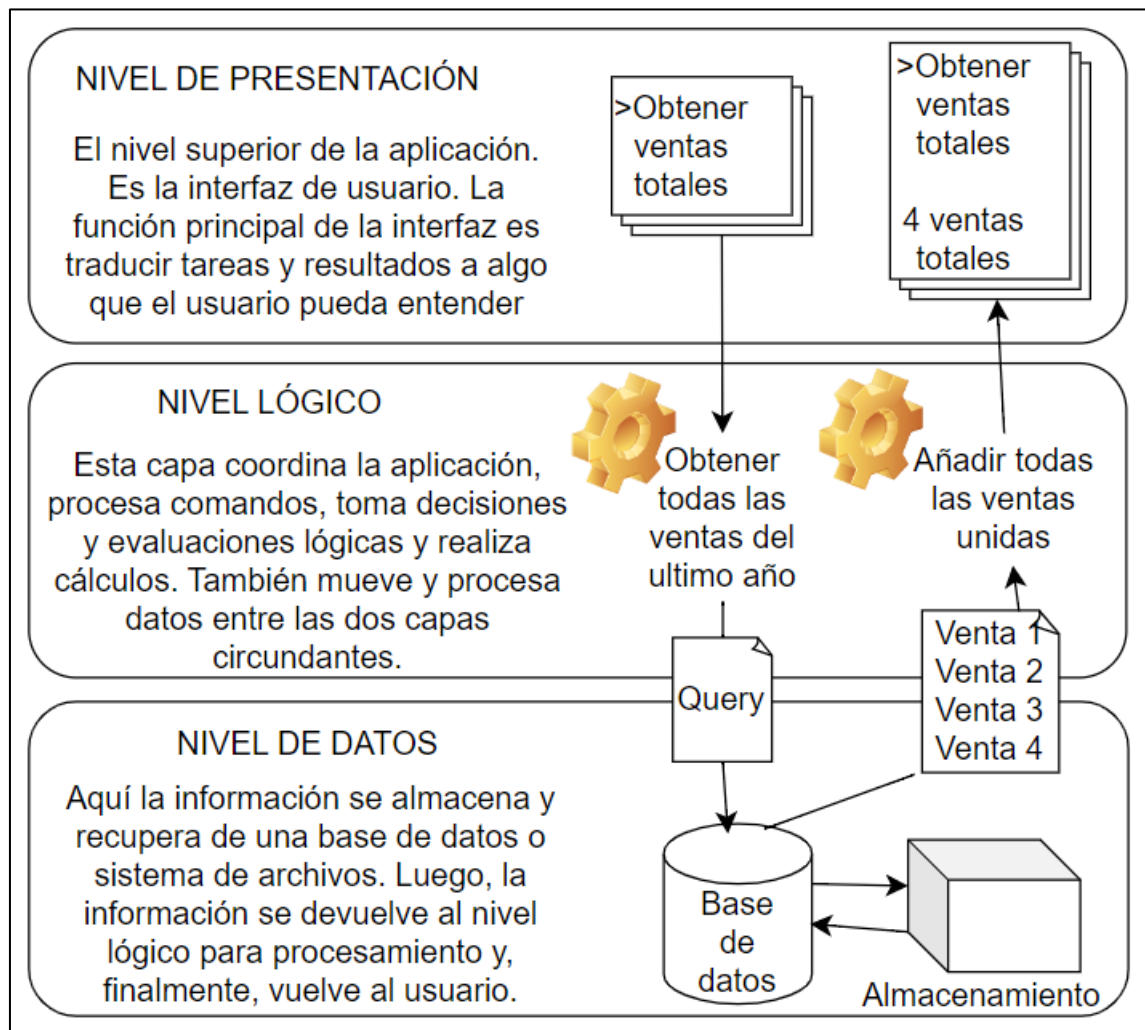 NIVEL DE PRESENTACIÓN
El nivel superior de la aplicación.
Es la interfaz de usuario. La
función principal de la interfaz es
traducir tareas y resultados a algo
que el usuario pueda entender
>Obtener
ventas
totales
>Obtener
ventas
totales
4 ventas
totales
NIVEL LÓGICO
Esta capa coordina la aplicación,
procesa comandos, toma decisiones
y evaluaciones lógicas y realiza
cálculos. También mueve y procesa
datos entre las dos capas
circundantes.
Obtener
todas las
ventas del
ultimo año
Añadir todas
las ventas
unidas
Query
Venta 1
Venta 2
Venta 3
Venta 4
NIVEL DE DATOS
Aquí la información se almacena y
recupera de una base de datos o
sistema de archivos. Luego, la
información se devuelve al nivel
lógico para procesamiento y,
finalmente, vuelve al usuario.
Base
de
datos
Almacenamiento